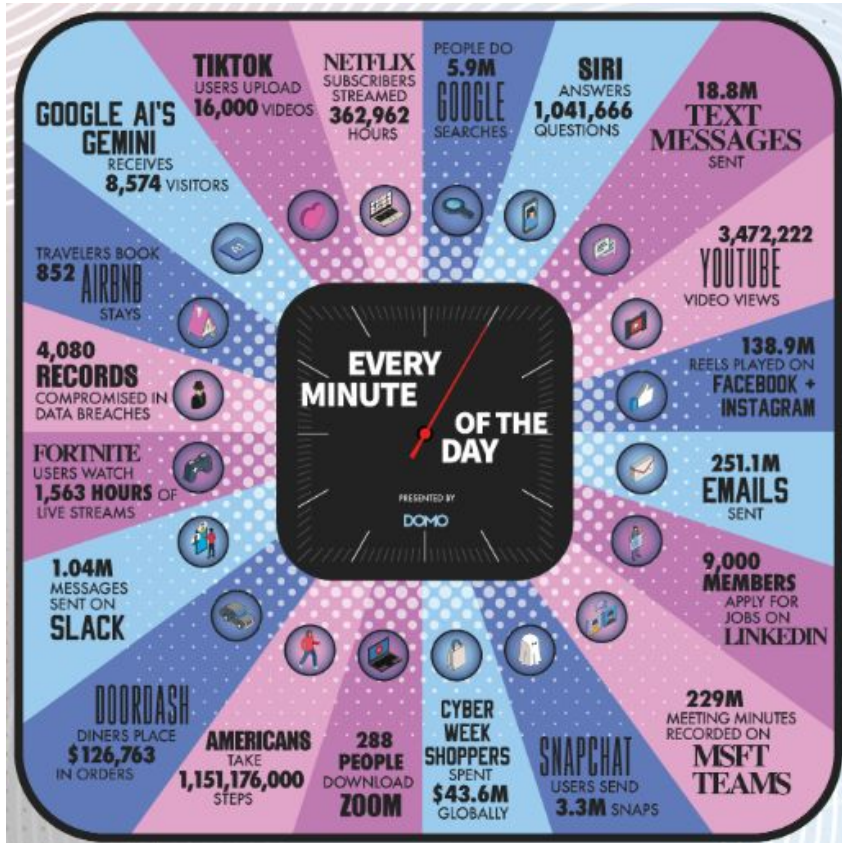 PEOPLE DO
5.9M
GOOGLE
SEARCHES
SIRI
ANSWERS
1,041,666
QUESTIONS
18.8M
TEXT
MESSAGES
SENT
3,472,222
YOUTUBE
VIDEO VIEWS
138.9M
REELS PLAYED ON
FACEBOOK +
INSTAGRAM
251.1M
EMAILS
SENT
9,000
MEMBERS
APPLY FOR
JOBS ON
LINKEDIN
229M
MEETING MINUTES
RECORDED ON
MSFT
TEAMS
SNAPCHAT
USERS SEND
3.3M SNAPS
CYBER
WEEK
SHOPPERS
SPENT
$43.6M
GLOBALLY
288
PEOPLE
DOWNLOAD
ZOOM
AMERICANS
TAKE
1,151,176,000
STEPS
DOORDASH
DINERS PLACE
$126,763
IN ORDERS
1.04M
MESSAGES
SENT ON
SLACK
FORTNITE
USERS WATCH
1,563 HOURS OF
LIVE STREAMS
4,080
RECORDS
COMPROMISED IN
DATA BREACHES
TRAVELERS BOOK
852 AIRBNB
STAYS
GOOGLE AI'S
GEMINI
RECEIVES
8,574 VISITORS
TIKTOK
USERS UPLOAD
16,000 VIDEOS
NETFLIX
SUBSCRIBERS
STREAMED
362,962
HOURS
EVERY
MINUTE
OF THE
DAY
PRESENTED BY
DOMO